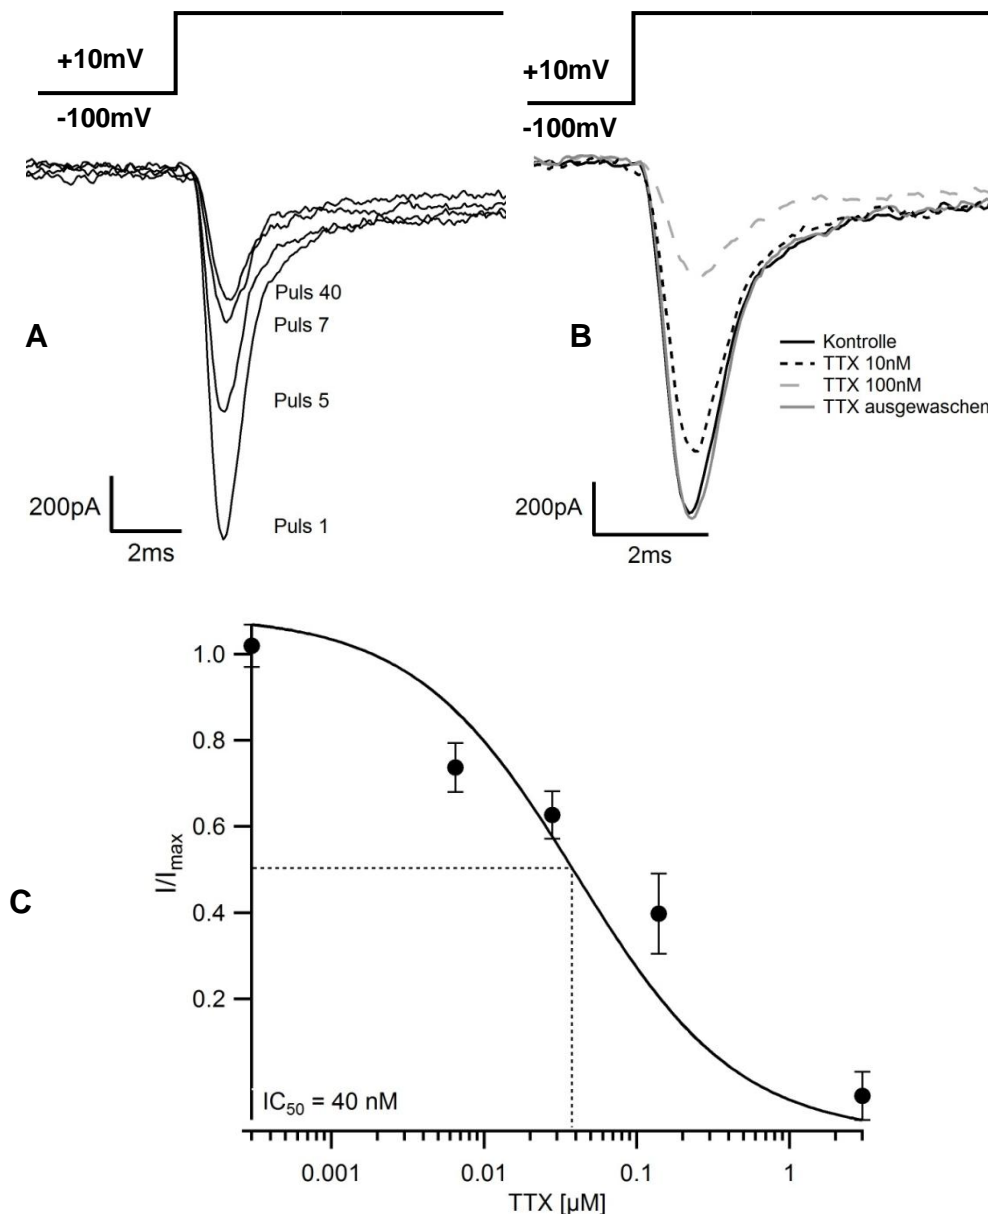 +10mV
-100mV
A
Puls 40
Puls 7
Puls 5
Puls 1
200pA
2ms
+10mV
-100mV
B
Kontrolle
TTX 10nM
TTX 100nM
TTX ausgewaschen
200pA
2ms
C
I/Imax
1.0
0.8
0.6
0.4
0.2
IC50 = 40 nM
0.001
0.01
0.1
1
TTX [µM]